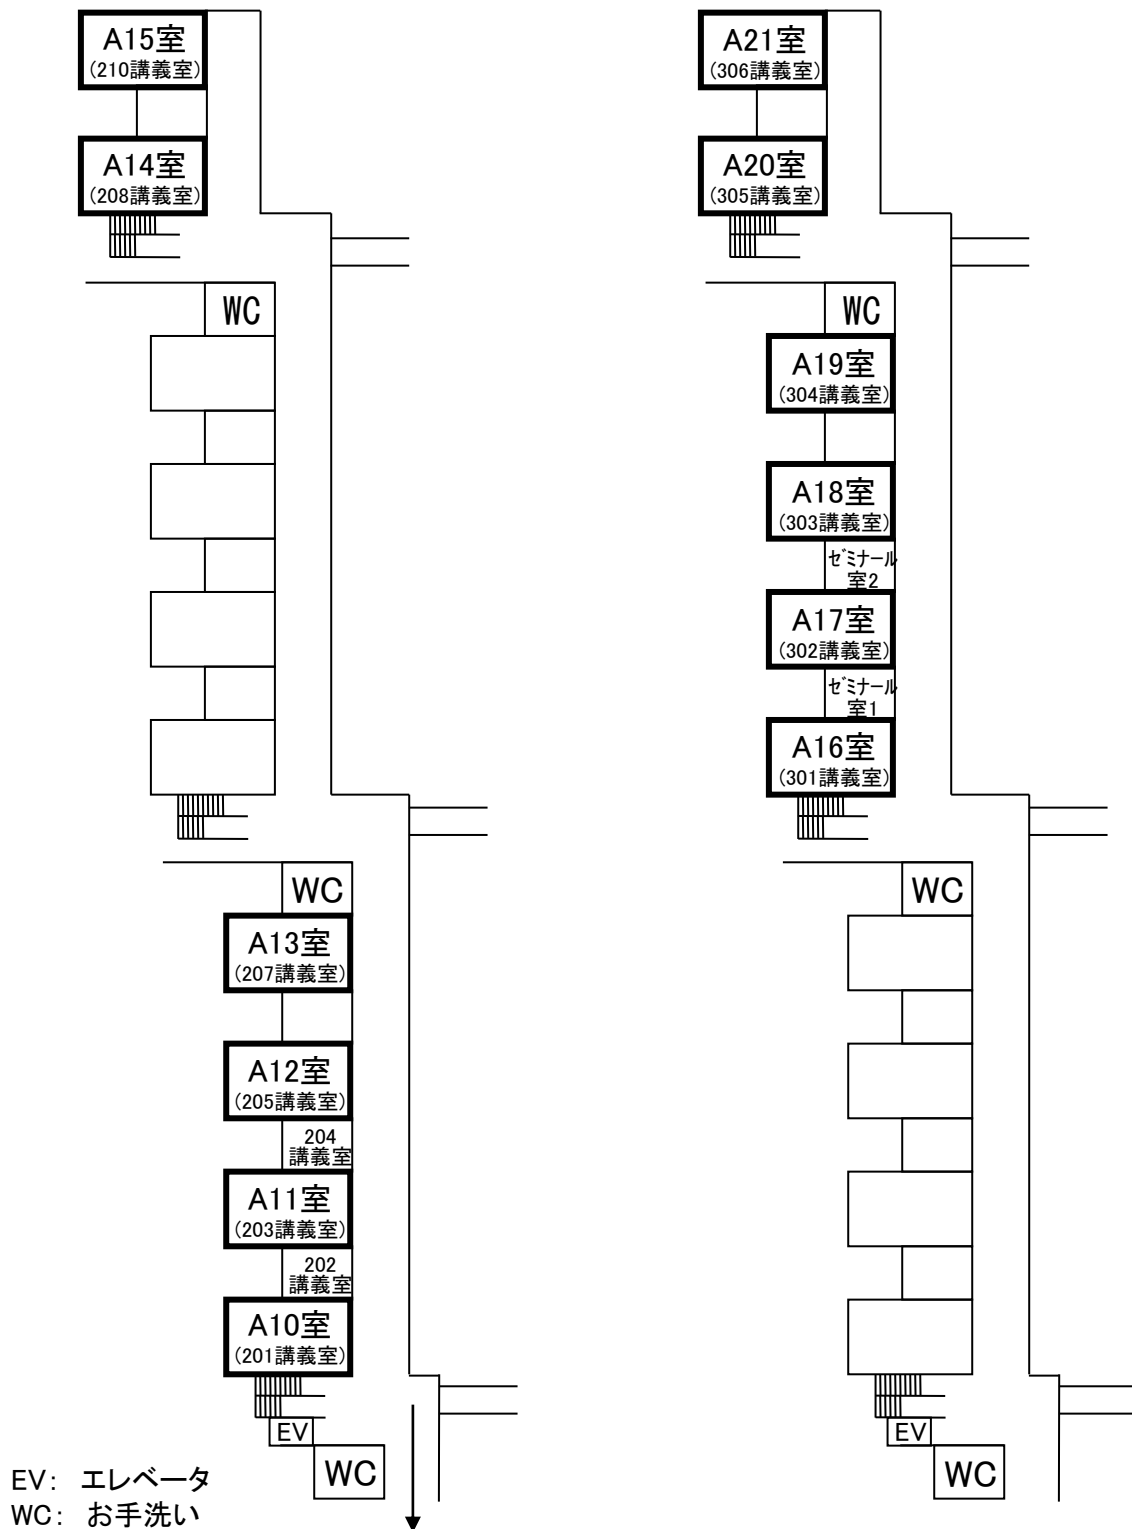 A15室
(210講義室)
A14室
(208講義室)
WC
WC
A13室
(207講義室)
A12室
(205講義室)
204
講義室
A11室
(203講義室)
202
講義室
A10室
(201講義室)
EV
WC
EV: エレベータ
WC: お手洗い
A21室
(306講義室)
A20室
(305講義室)
WC
A19室
(304講義室)
A18室
(303講義室)
ゼミナール
室2
A17室
(302講義室)
ゼミナール
室1
A16室
(301講義室)
WC
EV
WC